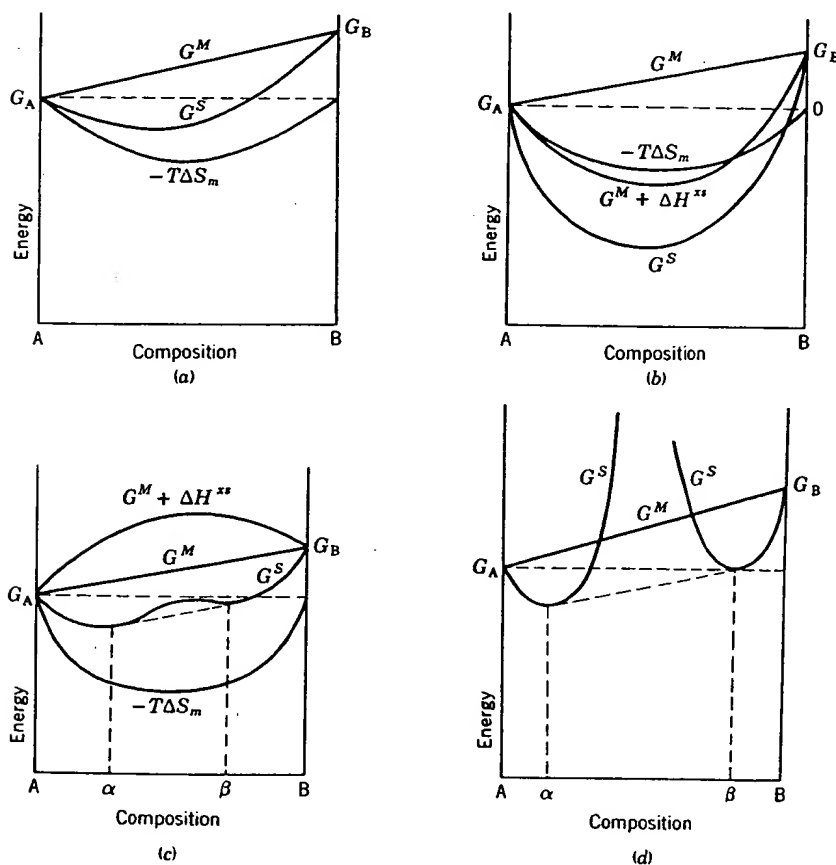 G_B
G^M
G_A
G^S
-TΔS_m
Energy
A
B
Composition
(a)
G_B
G^M
G_A
0
-TΔS_m
G^M + ΔH^{xs}
G^S
Energy
A
B
Composition
(b)
G^M + ΔH^{xs}
G^M
G_B
G^S
G_A
-TΔS_m
Energy
A
α
β
B
Composition
(c)
G^S
G^S
G_B
G^M
G_A
Energy
A
α
β
B
Composition
(d)